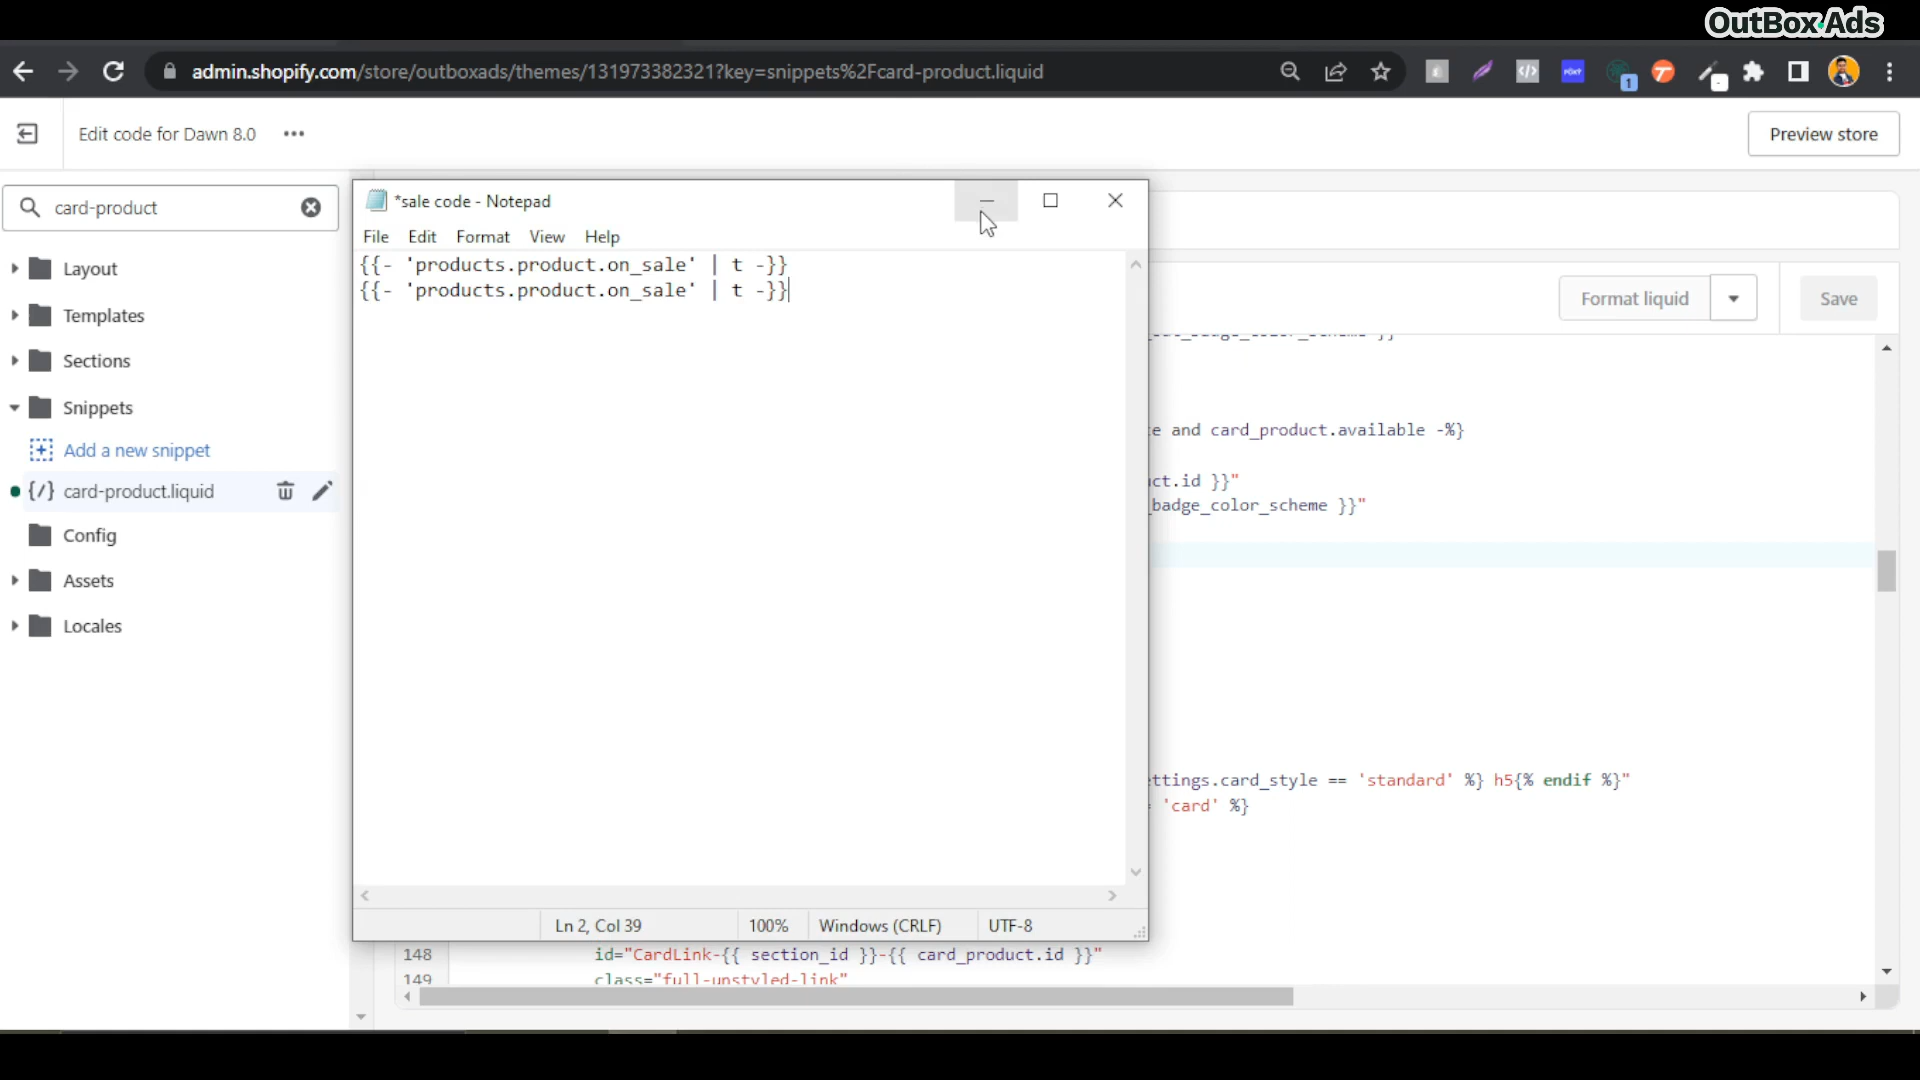 OutBox Ads
admin.shopify.com/store/outboxads/themes/131973382321?key=snippets%2Fcard-product.liquid
Edit code for Dawn 8.0
Preview store
card-product
*sale code - Notepad
File Edit Format View Help
{{- 'products.product.on_sale' | t -}}
{{- 'products.product.on_sale' | t -}}
Layout
Templates
Sections
Snippets
Add a new snippet
{/} card-product.liquid
Config
Assets
Locales
Format liquid
Save
and card_product.available -%}
ct.id }}"
_badge_color_scheme }}"
ttings.card_style == 'standard' %} h5{% endif %}"
'card' %}
Ln 2, Col 39 100% Windows (CRLF) UTF-8
148 id="CardLink-{{ section_id }}-{{ card_product.id }}"
149 class="full-unstyled-link"
1